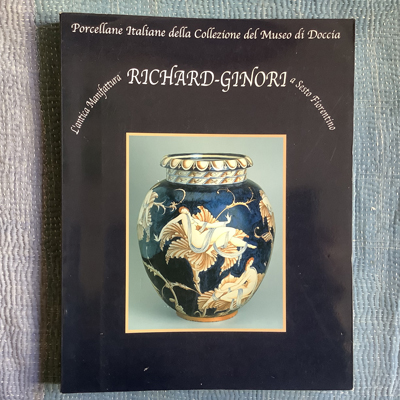 Porcellane Italiane della Collezione del Museo di Doccia
L'antica Manifattura RICHARD-GINORI a Sesto Fiorentino